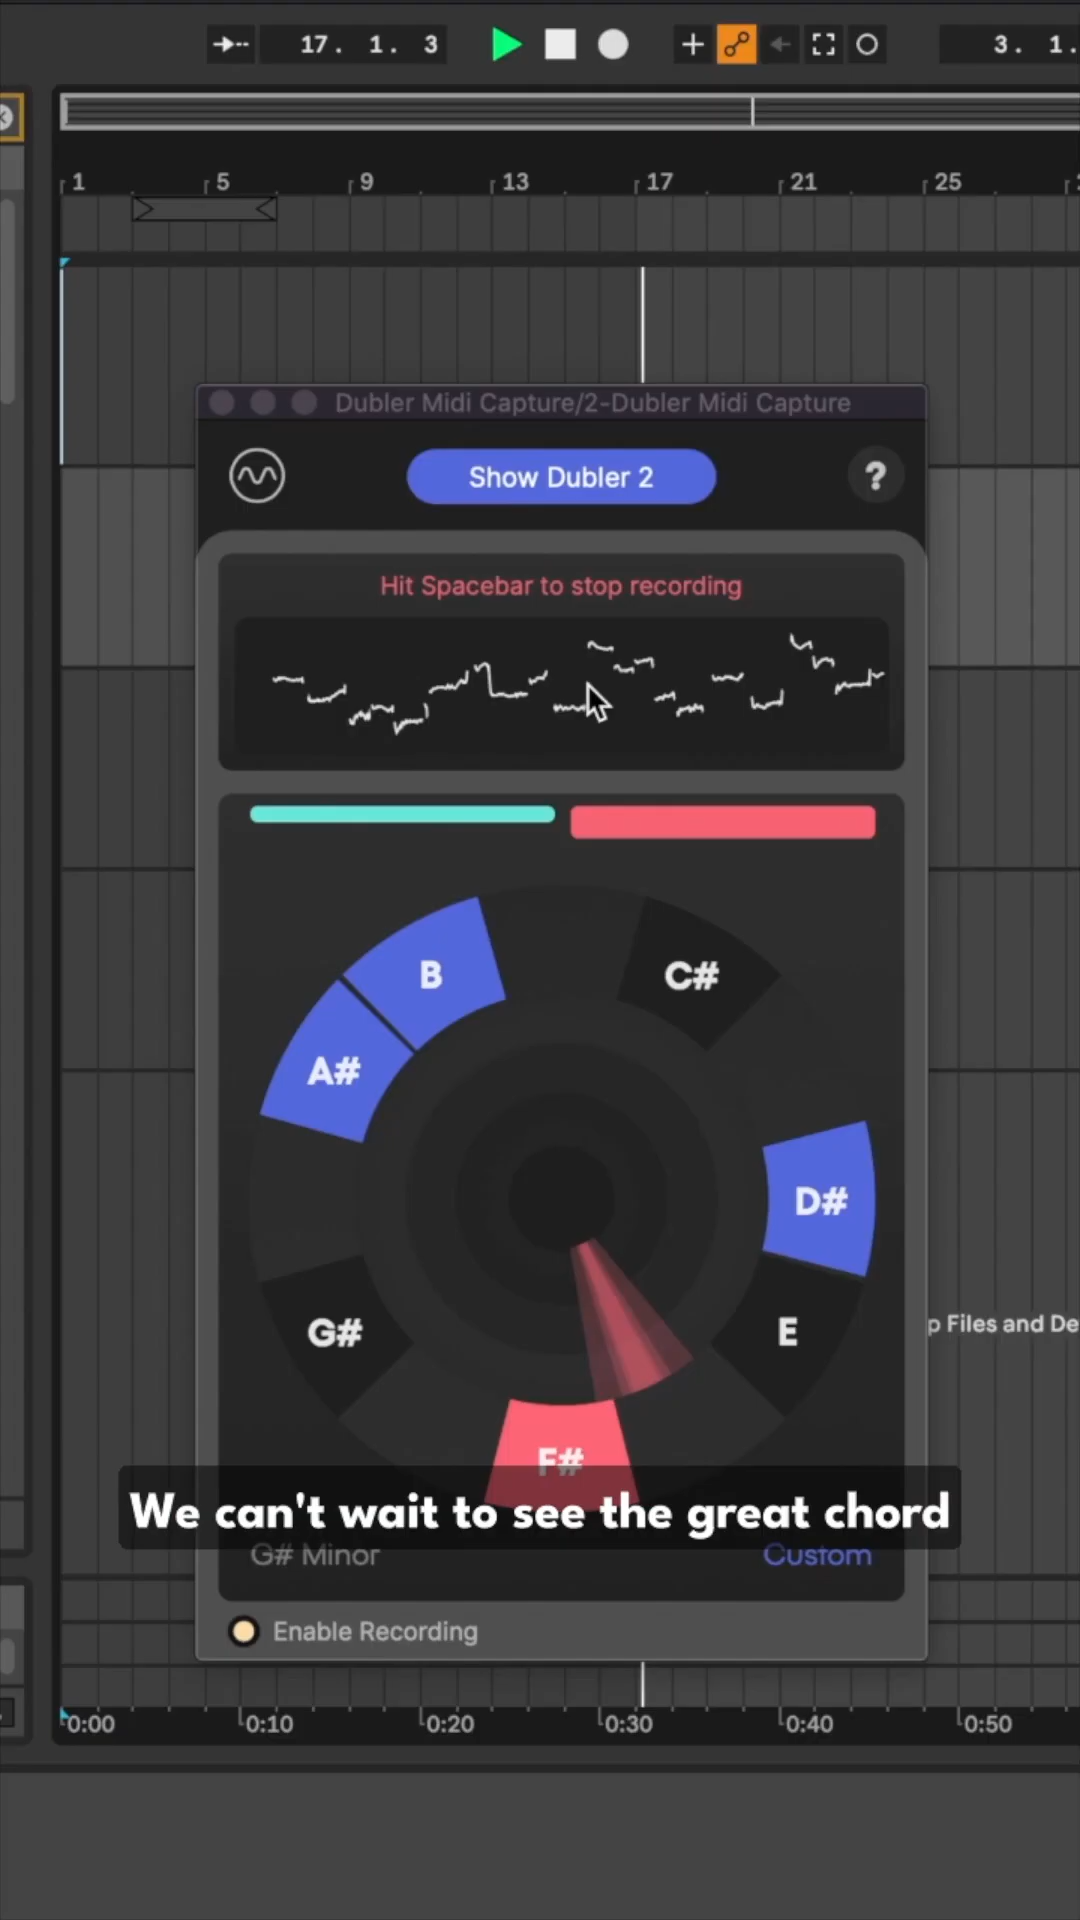 17. 1. 3
3. 1.
1 5 9 13 17 21 25
Dubler Midi Capture/2-Dubler Midi Capture
Show Dubler 2
?
Hit Spacebar to stop recording
B
C#
A#
D#
G#
E
p Files and De
F#
We can't wait to see the great chord
G# Minor
Custom
Enable Recording
0:00 0:10 0:20 0:30 0:40 0:50